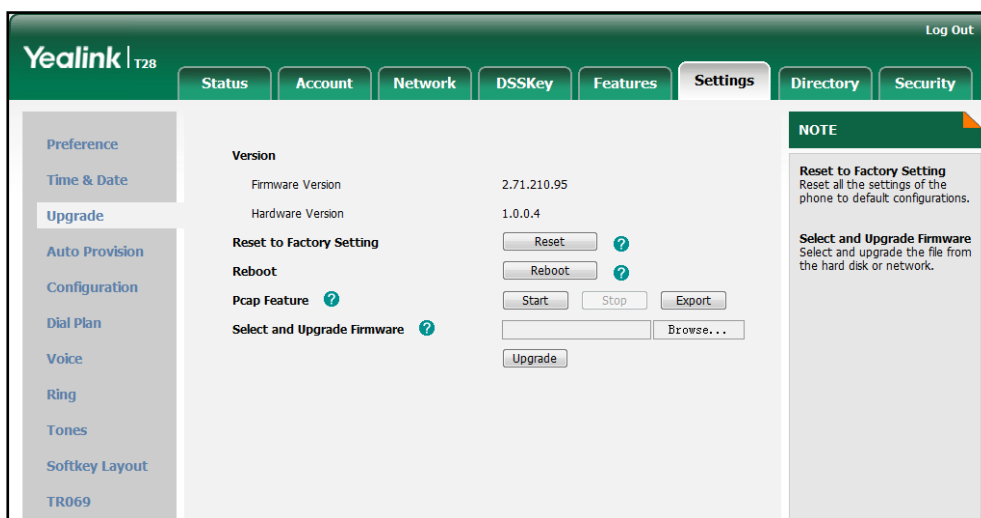 Log Out
Yealink T28
Status Account Network DSSKey Features Settings Directory Security
Preference
Time & Date
Upgrade
Auto Provision
Configuration
Dial Plan
Voice
Ring
Tones
Softkey Layout
TR069
Version
Firmware Version 2.71.210.95
Hardware Version 1.0.0.4
Reset to Factory Setting Reset ?
Reboot Reboot ?
Pcap Feature ? Start Stop Export
Select and Upgrade Firmware ? Browse...
Upgrade
NOTE
Reset to Factory Setting
Reset all the settings of the
phone to default configurations.
Select and Upgrade Firmware
Select and upgrade the file from
the hard disk or network.